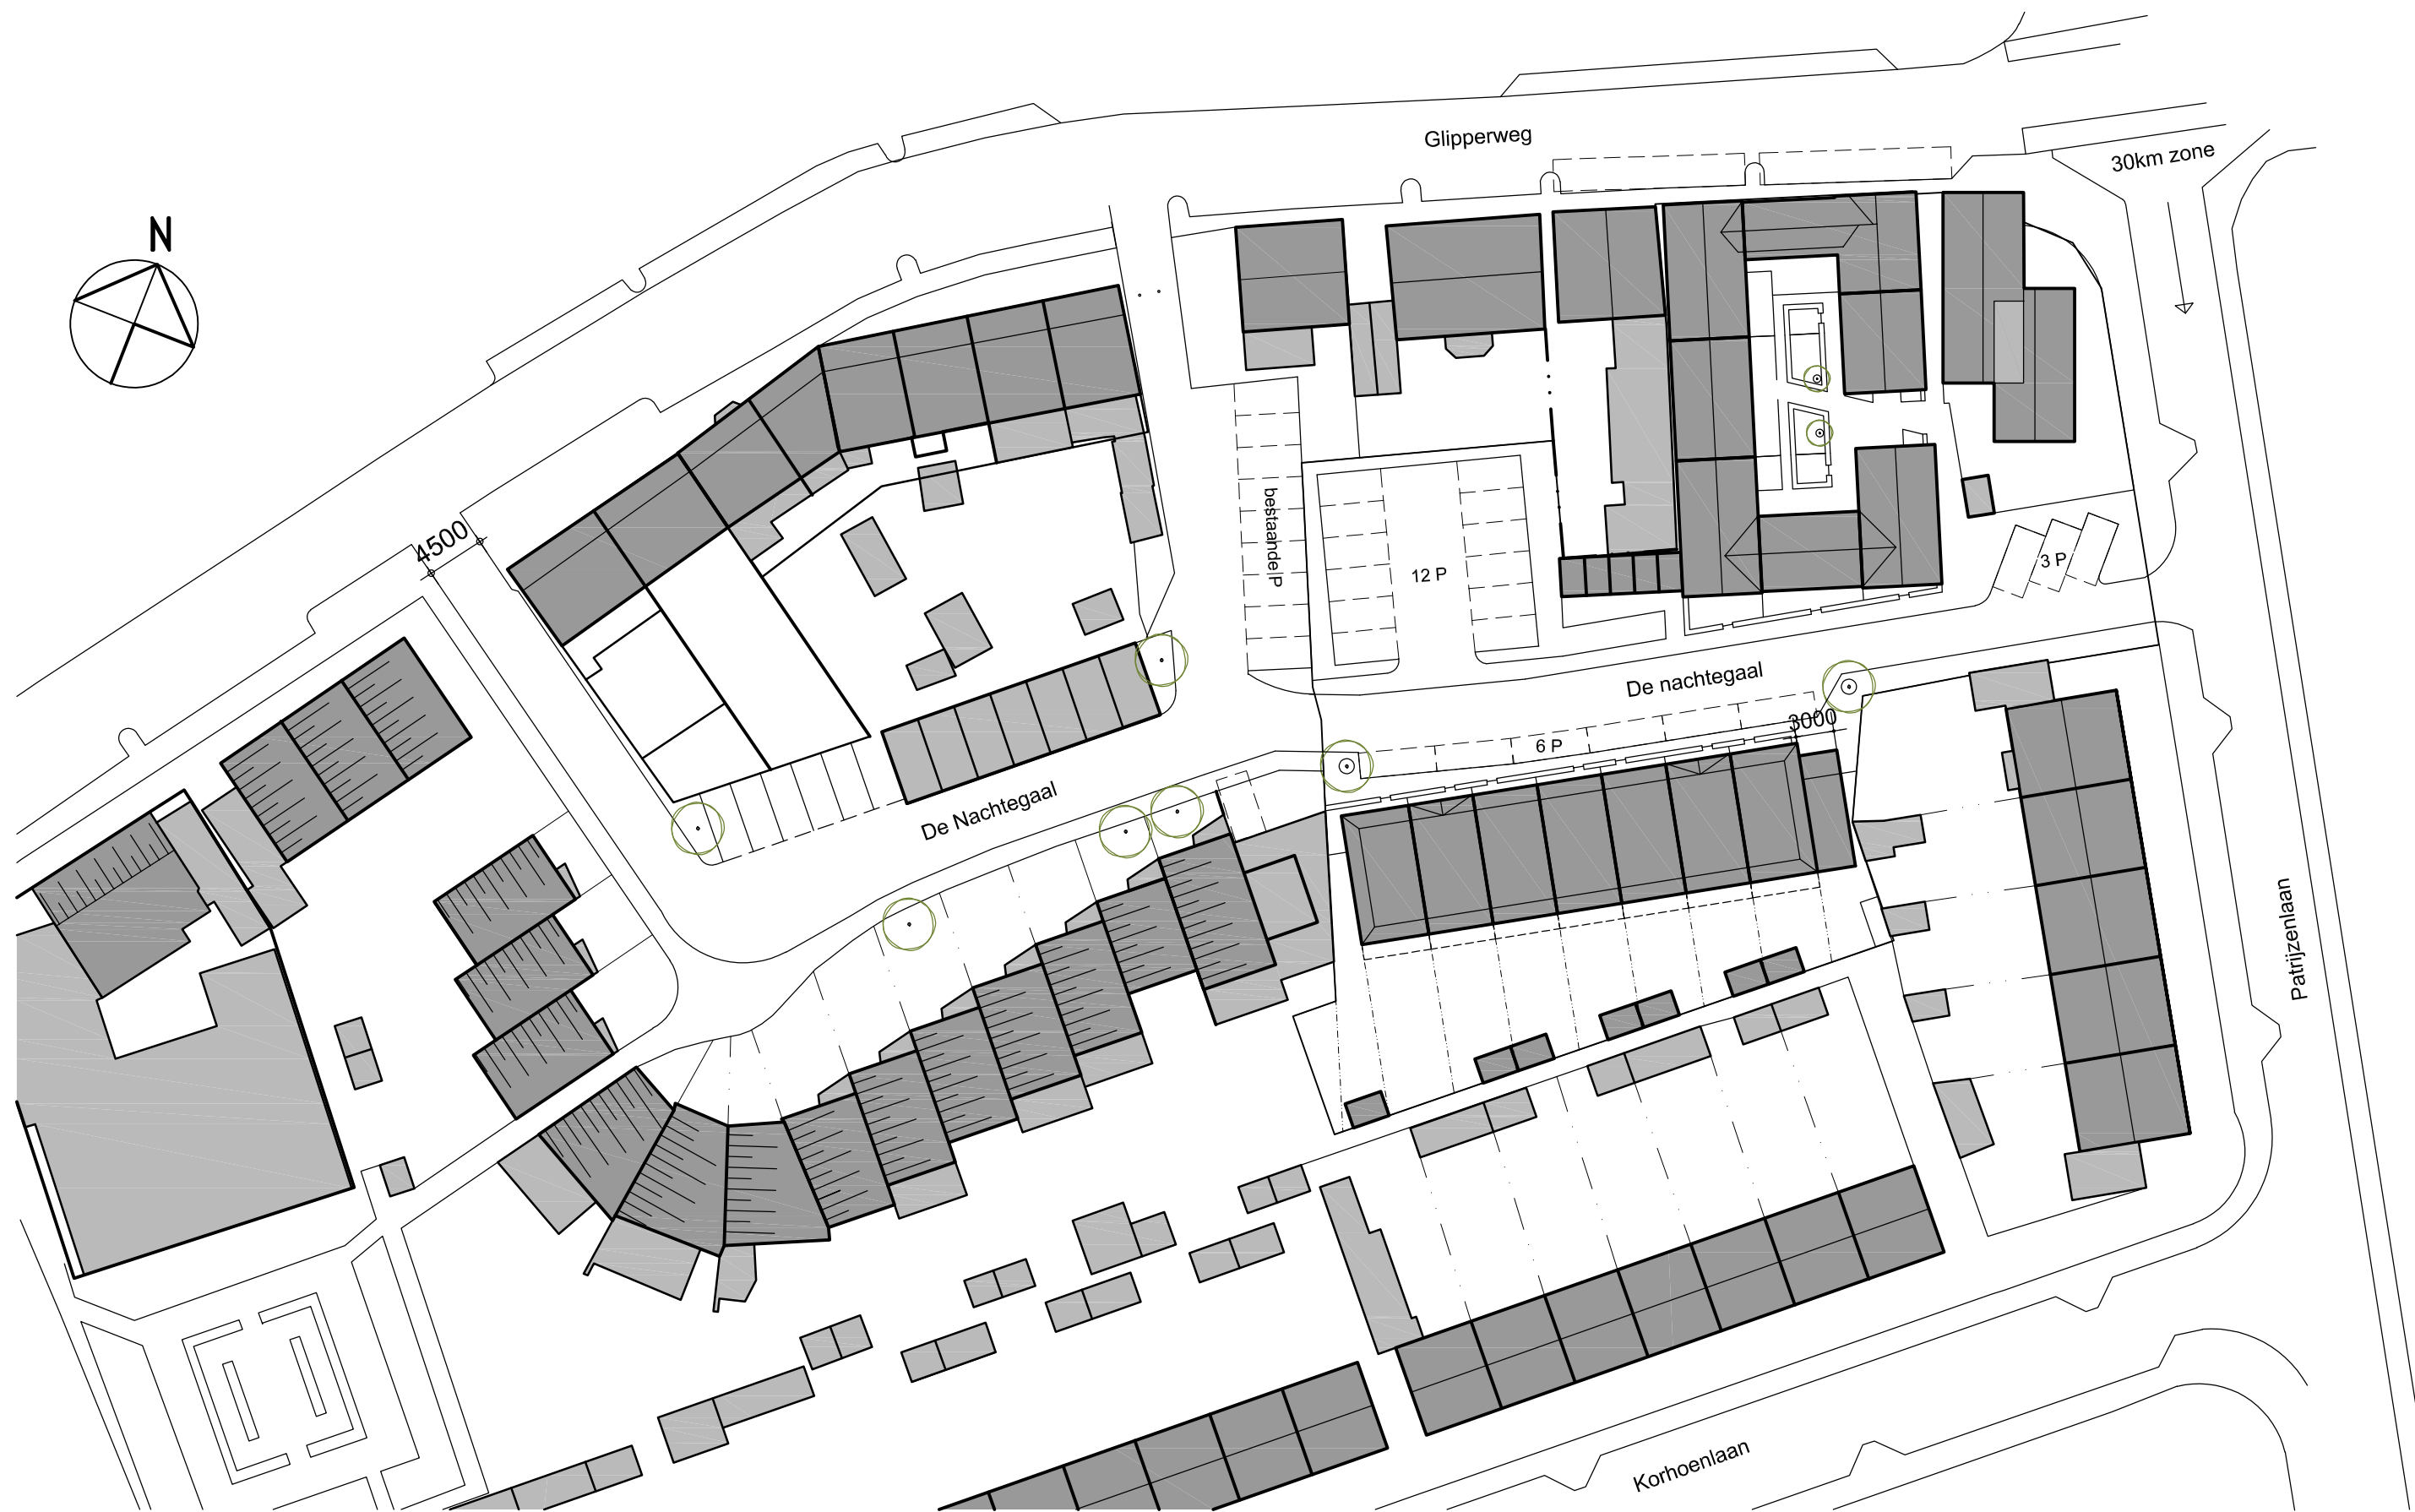 Glipperweg
30km zone
N
4500
bestaande P
12 P
3 P
De nachtegaal
3000
6 P
De Nachtegaal
Patrijzenlaan
Korhoenlaan